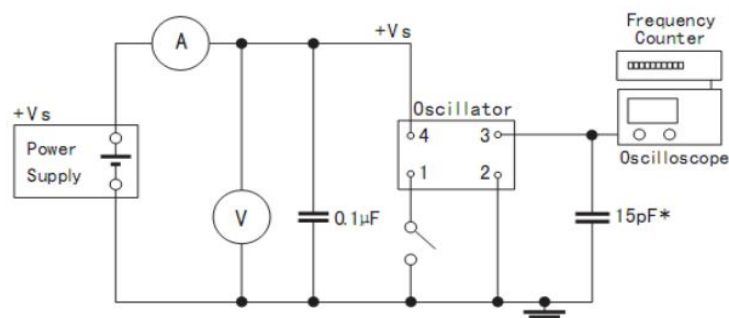 Frequency
Counter
A
+Vs
Oscillator
+Vs
Power
Supply
4
3
1
2
Oscilloscope
V
0.1μF
15pF*